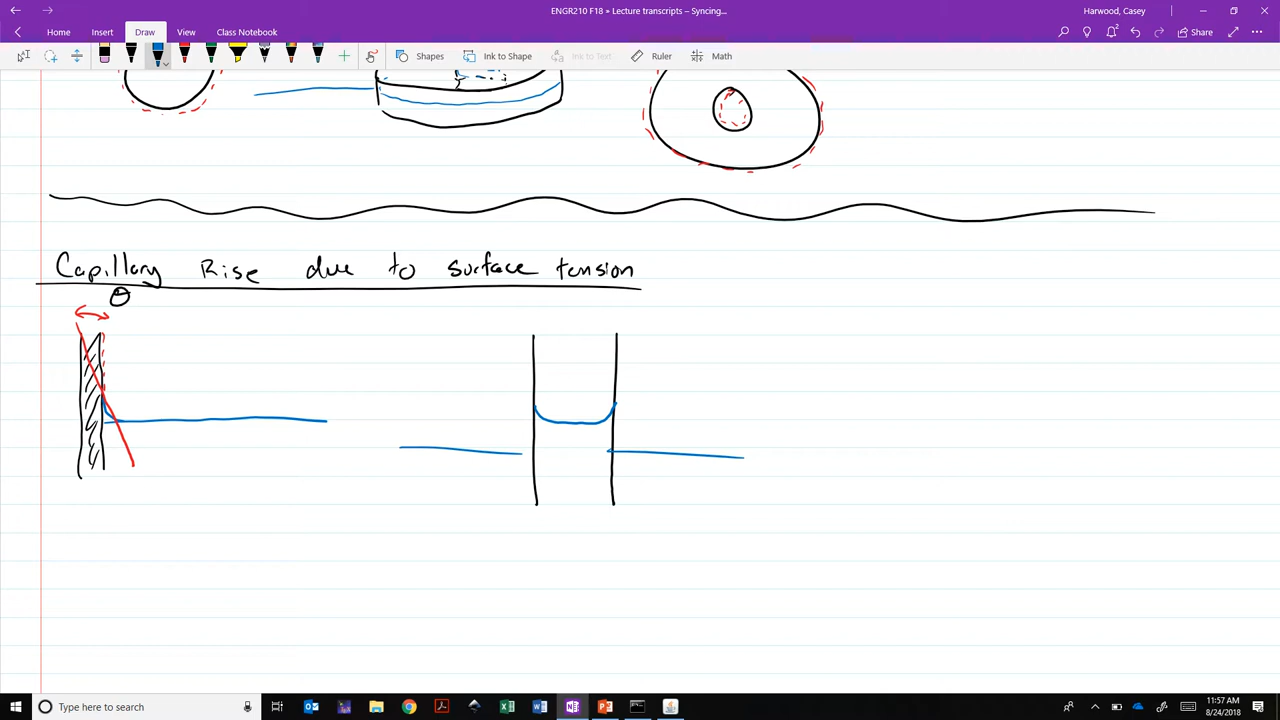 ENGR210 F18 » Lecture transcripts – Syncing...
Harwood, Casey
Home Insert Draw View Class Notebook
Share
Shapes Ink to Shape Ink to Text Ruler Math
Capillary Rise due to surface tension
θ
Type here to search
11:57 AM
8/24/2018